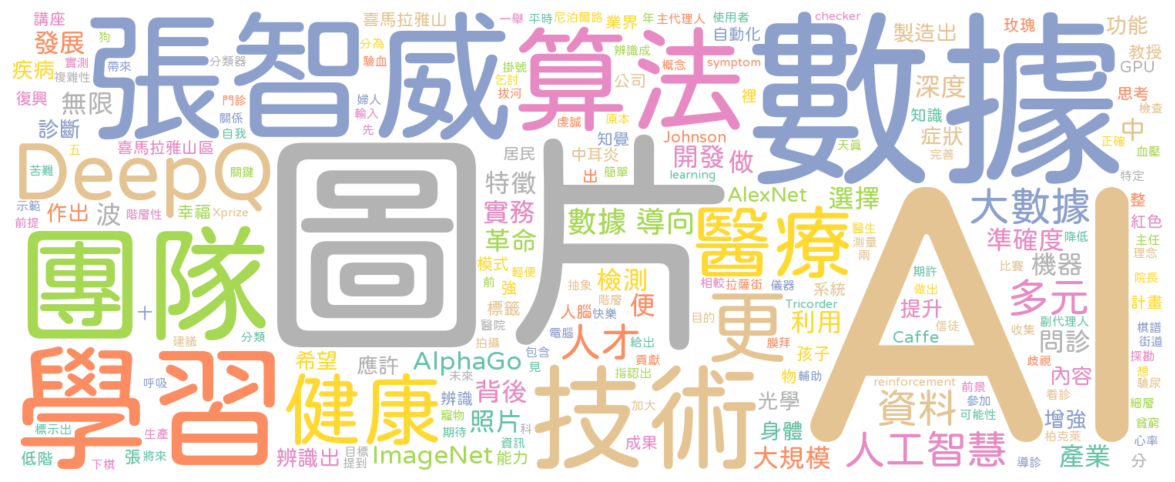 講座
狗
喜馬拉雅山
一舉
平時
尼泊爾路
業界
年
主代理人
使用者
checker
玫瑰
功能
發展
張智威
算法
數據
辨識成
自動化
製造出
教授
GPU
疾病
實測
帶來
分類器
分為
驗血
掛號
概念
symptom
複雜性
乞討
拔河
公司
裡
深度
思考
復興
無限
門診
關係
婦人
輸入
虔誠
原本
知識
檢查
診斷
自我
先
知覺
Johnson
天真
症狀
中
正確
血壓
完善
喜馬拉雅山區
五
居民
中耳炎
開發
做
出
簡單
learning
苦難
DeepQ
關鍵
圖片
特徵
AlexNet
選擇
大數據
特定
整
示範
作出
波
階層性
幸福
Xprize
實務
數據 導向
醫療
AI
紅色
前提
革命
醫生
測量
雨
準確度
降低
主任
理念
團隊
模式
輕便
檢測
前
強
抽象
階層
相較
拉薩街
儀器
系統
期許
比賽
機器
院長
標籤
便
Tricorder
做出
提升
多元
計畫
十
醫院
人腦
快樂
更
目的
利用
收集
副代理人
棋譜
街道
建議
分類
拍攝
電腦
給出
人才
膜拜
Caffe
信徒
問診
歧視
探勘
學習
希望
應許
AlphaGo
包含
見
貢獻
孩子
內容
想
驗尿
呼吸
健康
未來
背後
技術
指認出
物
輔助
reinforcement
前景
看診
細層
辨識
寵物
加大
光學
資料
參加
貧窮
標示出
生產
期待
照片
科
身體
可能性
增強
柏克萊
低階
張
將來
辨識出
目標
提到
ImageNet
資訊
能力
成果
大規模
人工智慧
導診
產業
心率
分
下棋